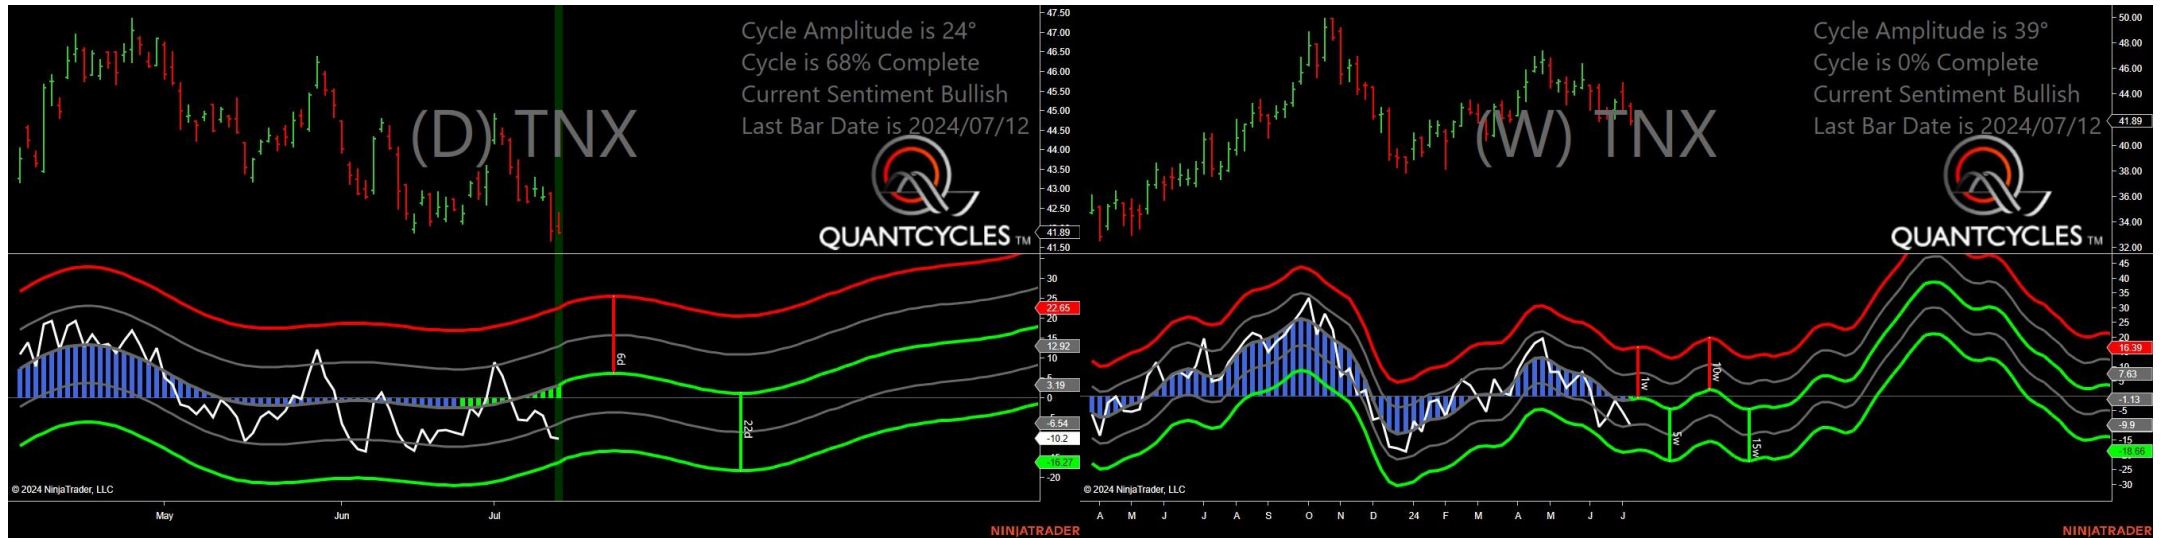 Cycle Amplitude is 24°
Cycle is 68% Complete
Current Sentiment Bullish
Last Bar Date is 2024/07/12
(D) TNX
QUANTCYCLES TM
47.50
47.00
46.50
46.00
45.50
45.00
44.50
44.00
43.50
43.00
42.50
41.89
41.50
30
25
22.65
20
15
12.92
10
5
3.19
0
-5
-6.54
-10.2
-16.27
-20
6d
22d
© 2024 NinjaTrader, LLC
May
Jun
Jul
NINJATRADER
Cycle Amplitude is 39°
Cycle is 0% Complete
Current Sentiment Bullish
Last Bar Date is 2024/07/12
(W) TNX
QUANTCYCLES TM
50.00
48.00
46.00
44.00
41.89
40.00
38.00
36.00
34.00
32.00
45
40
35
30
25
20
16.39
7.63
5
-1.13
-5
-9.9
-15
-18.66
-25
-30
1w
10w
5w
15w
© 2024 NinjaTrader, LLC
A M J J A S O N D 24 F M A M J J
NINJATRADER